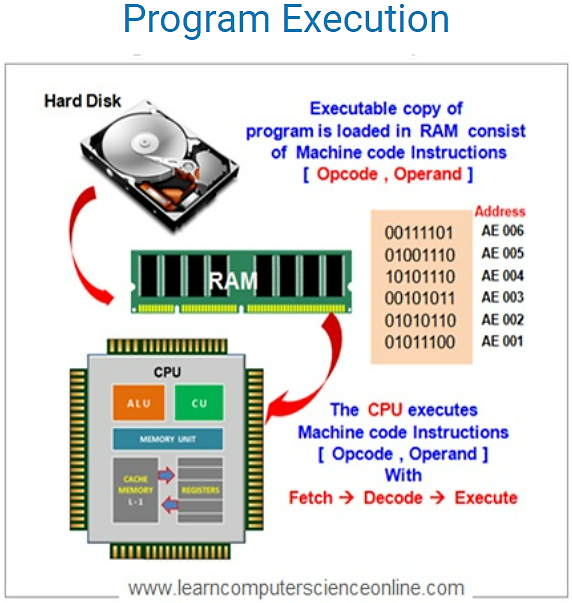 Program Execution
Hard Disk
Executable copy of
program is loaded in RAM consist
of Machine code Instructions
[ Opcode , Operand ]
Address
00111101 AE 006
01001110 AE 005
10101110 AE 004
00101011 AE 003
01010110 AE 002
01011100 AE 001
RAM
CPU
ALU CU
MEMORY UNIT
CACHE
MEMORY
L - 1
REGISTERS
The CPU executes
Machine code Instructions
[ Opcode , Operand ]
With
Fetch → Decode → Execute
www.learncomputerscienceonline.com